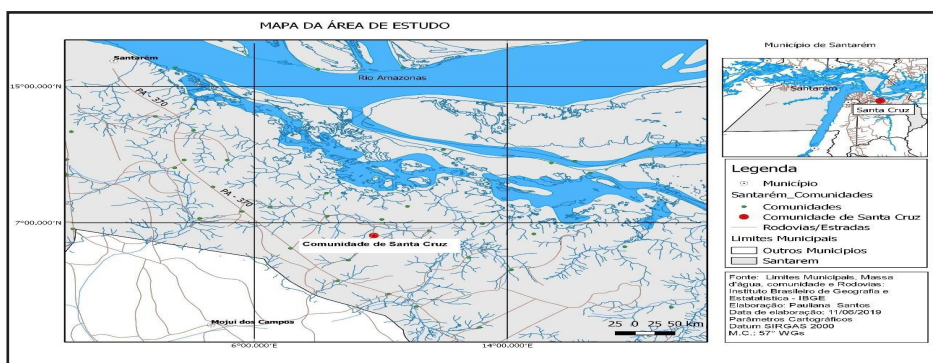 MAPA DA ÁREA DE ESTUDO
Santarém
Rio Amazonas
15°00.000'N
PA - 370
PA - 370
7°00.000'N
Comunidade de Santa Cruz
Mojuí dos Campos
25 0 25 50 km
6°00.000'E
14°00.000'E
Município de Santarém
Santarém
Santa Cruz
Legenda
Município
Santarém_Comunidades
Comunidades
Comunidade de Santa Cruz
Rodovias/Estradas
Limites Municipais
Outros Municípios
Santarem
Fonte: Limites Municipais, Massa
d'água, comunidade e Rodovias:
Instituto Brasileiro de Geografia e
Estatatística - IBGE
Elaboração: Pauliana Santos
Data de elaboração: 11/06/2019
Parâmetros Cartográficos
Datum SIRGAS 2000
M.C.: 57° WGs